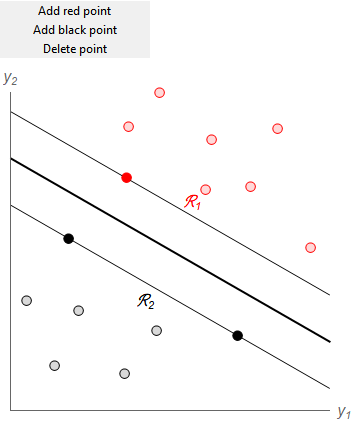 Add red point
Add black point
Delete point
y2
R1
R2
y1